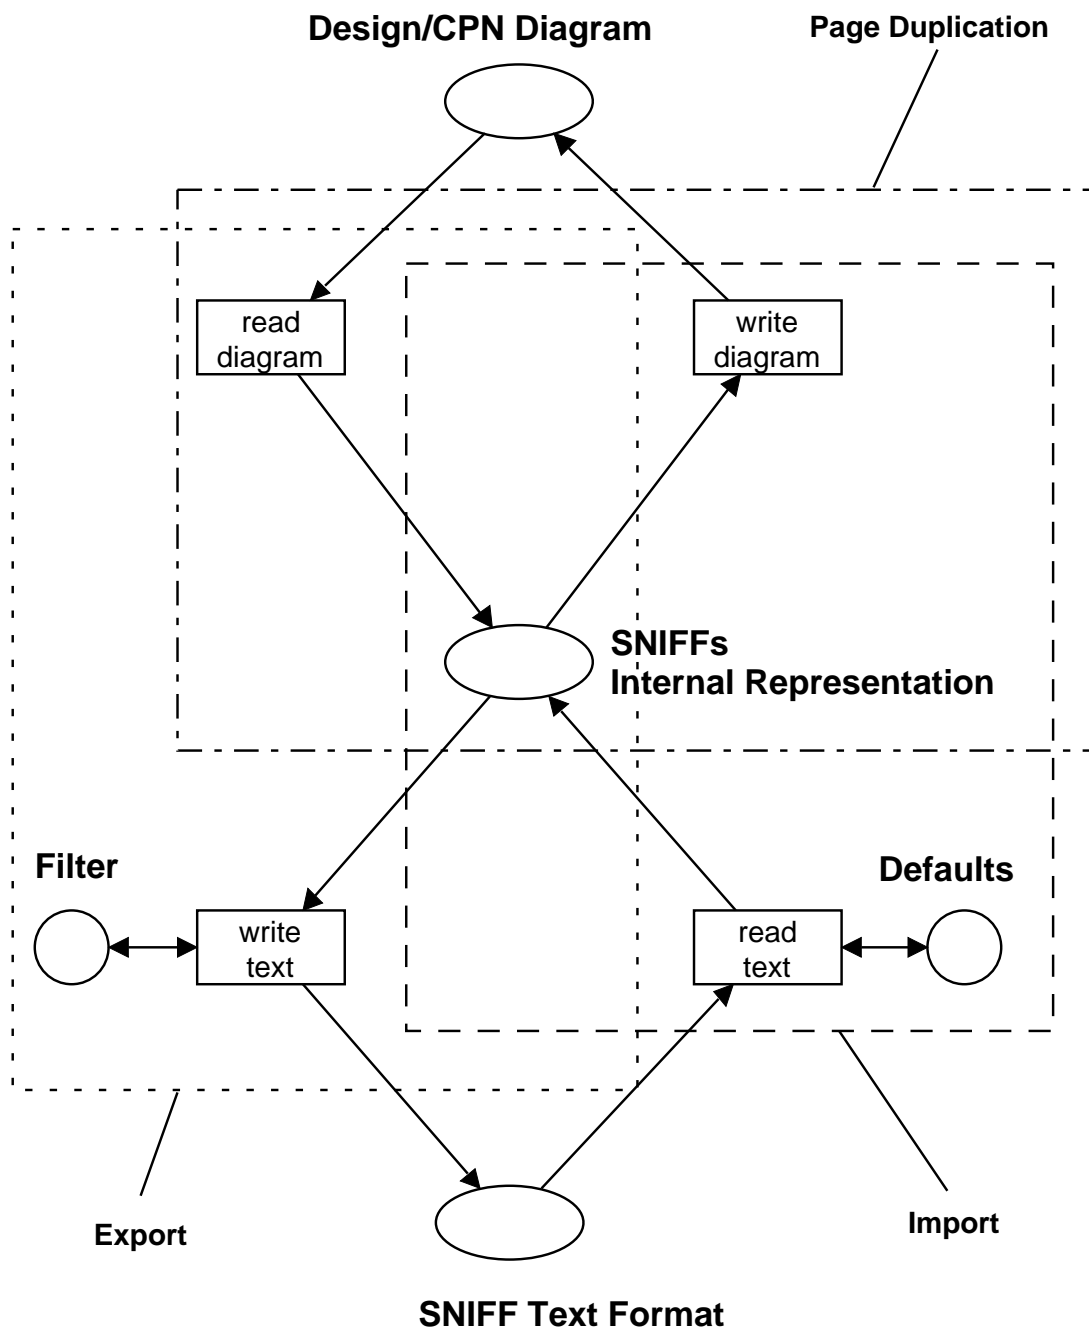 Design/CPN Diagram
Page Duplication
read
diagram
write
diagram
SNIFFs
Internal Representation
Filter
Defaults
write
text
read
text
Export
Import
SNIFF Text Format